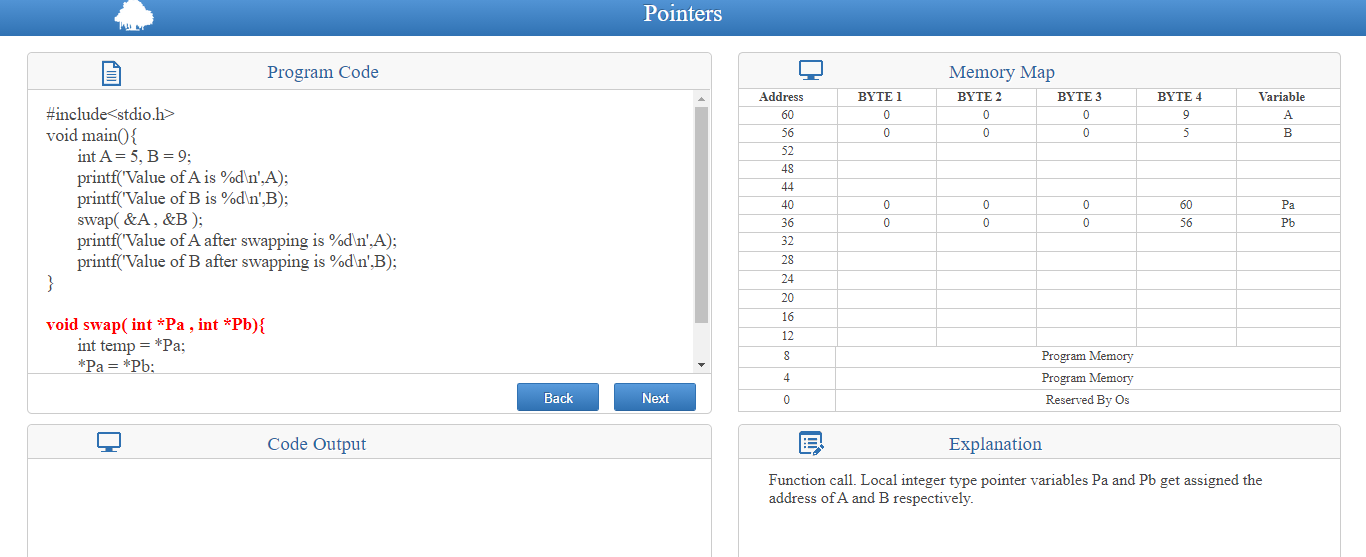 Pointers
Program Code
#include<stdio.h>
void main(){
int A = 5, B = 9;
printf('Value of A is %d\n',A);
printf('Value of B is %d\n',B);
swap( &A , &B );
printf('Value of A after swapping is %d\n',A);
printf('Value of B after swapping is %d\n',B);
}
void swap( int *Pa , int *Pb){
int temp = *Pa;
*Pa = *Pb;
Back Next
Memory Map
Address BYTE 1 BYTE 2 BYTE 3 BYTE 4 Variable
60 0 0 0 9 A
56 0 0 0 5 B
52
48
44
40 0 0 0 60 Pa
36 0 0 0 56 Pb
32
28
24
20
16
12
8 Program Memory
4 Program Memory
0 Reserved By Os
Code Output
Explanation
Function call. Local integer type pointer variables Pa and Pb get assigned the
address of A and B respectively.